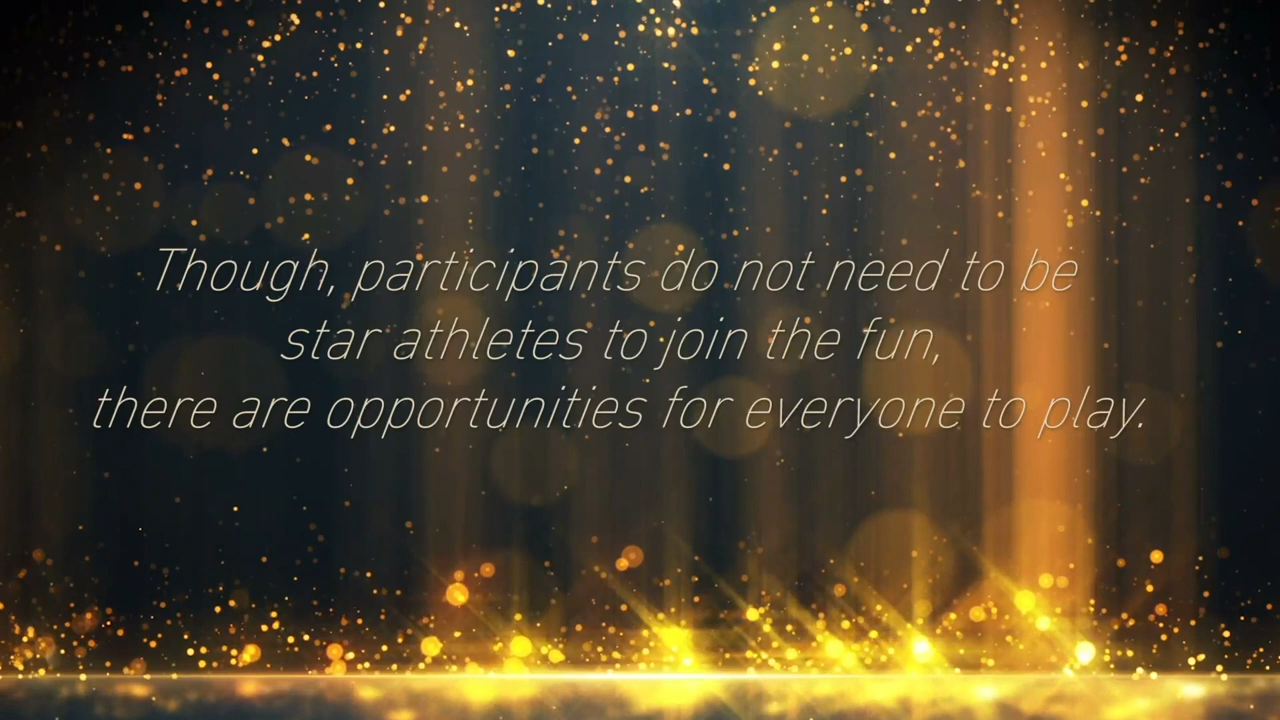 Though, participants do not need to be
star athletes to join the fun,
there are opportunities for everyone to play.